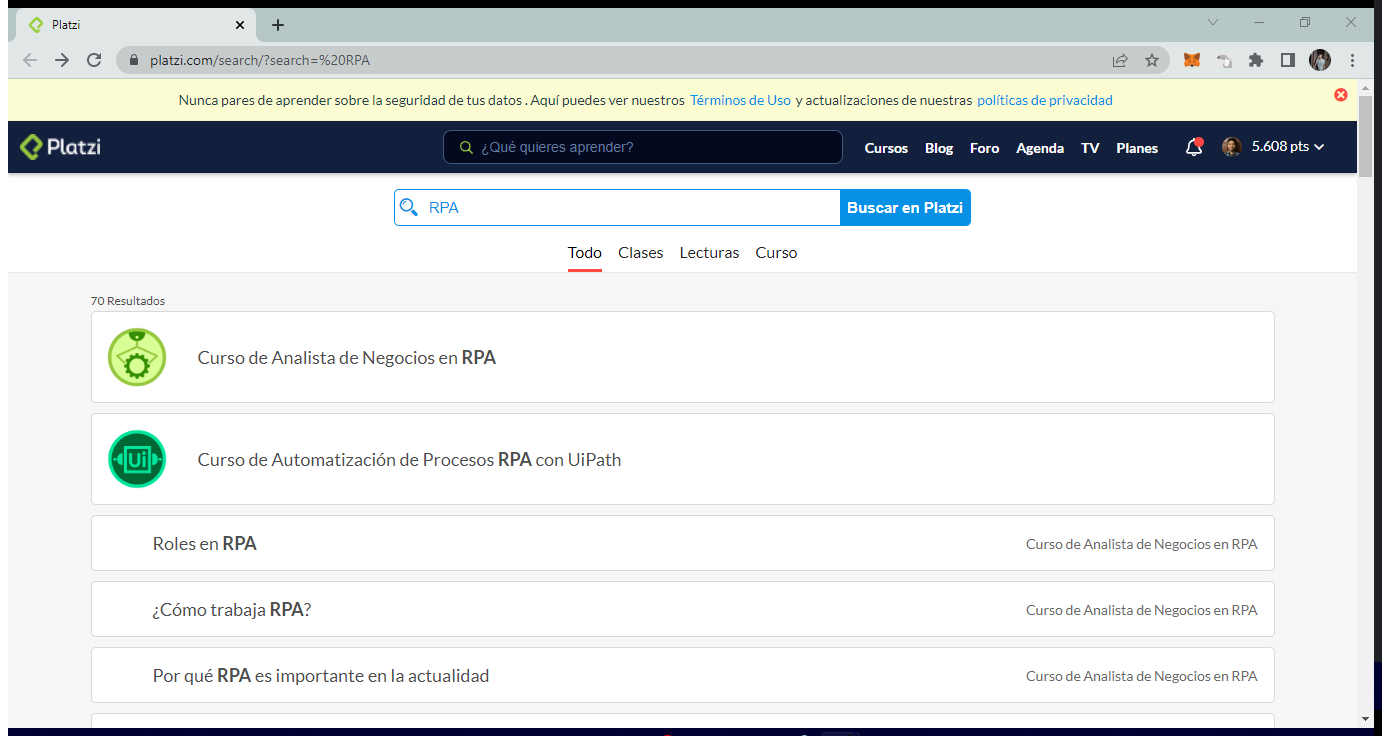 Platzi
platzi.com/search/?search=%20RPA
Nunca pares de aprender sobre la seguridad de tus datos . Aquí puedes ver nuestros Términos de Uso y actualizaciones de nuestras políticas de privacidad
Platzi ¿Qué quieres aprender? Cursos Blog Foro Agenda TV Planes 5.608 pts
RPA Buscar en Platzi
Todo Clases Lecturas Curso
70 Resultados
Curso de Analista de Negocios en RPA
Ui Curso de Automatización de Procesos RPA con UiPath
Roles en RPA Curso de Analista de Negocios en RPA
¿Cómo trabaja RPA? Curso de Analista de Negocios en RPA
Por qué RPA es importante en la actualidad Curso de Analista de Negocios en RPA